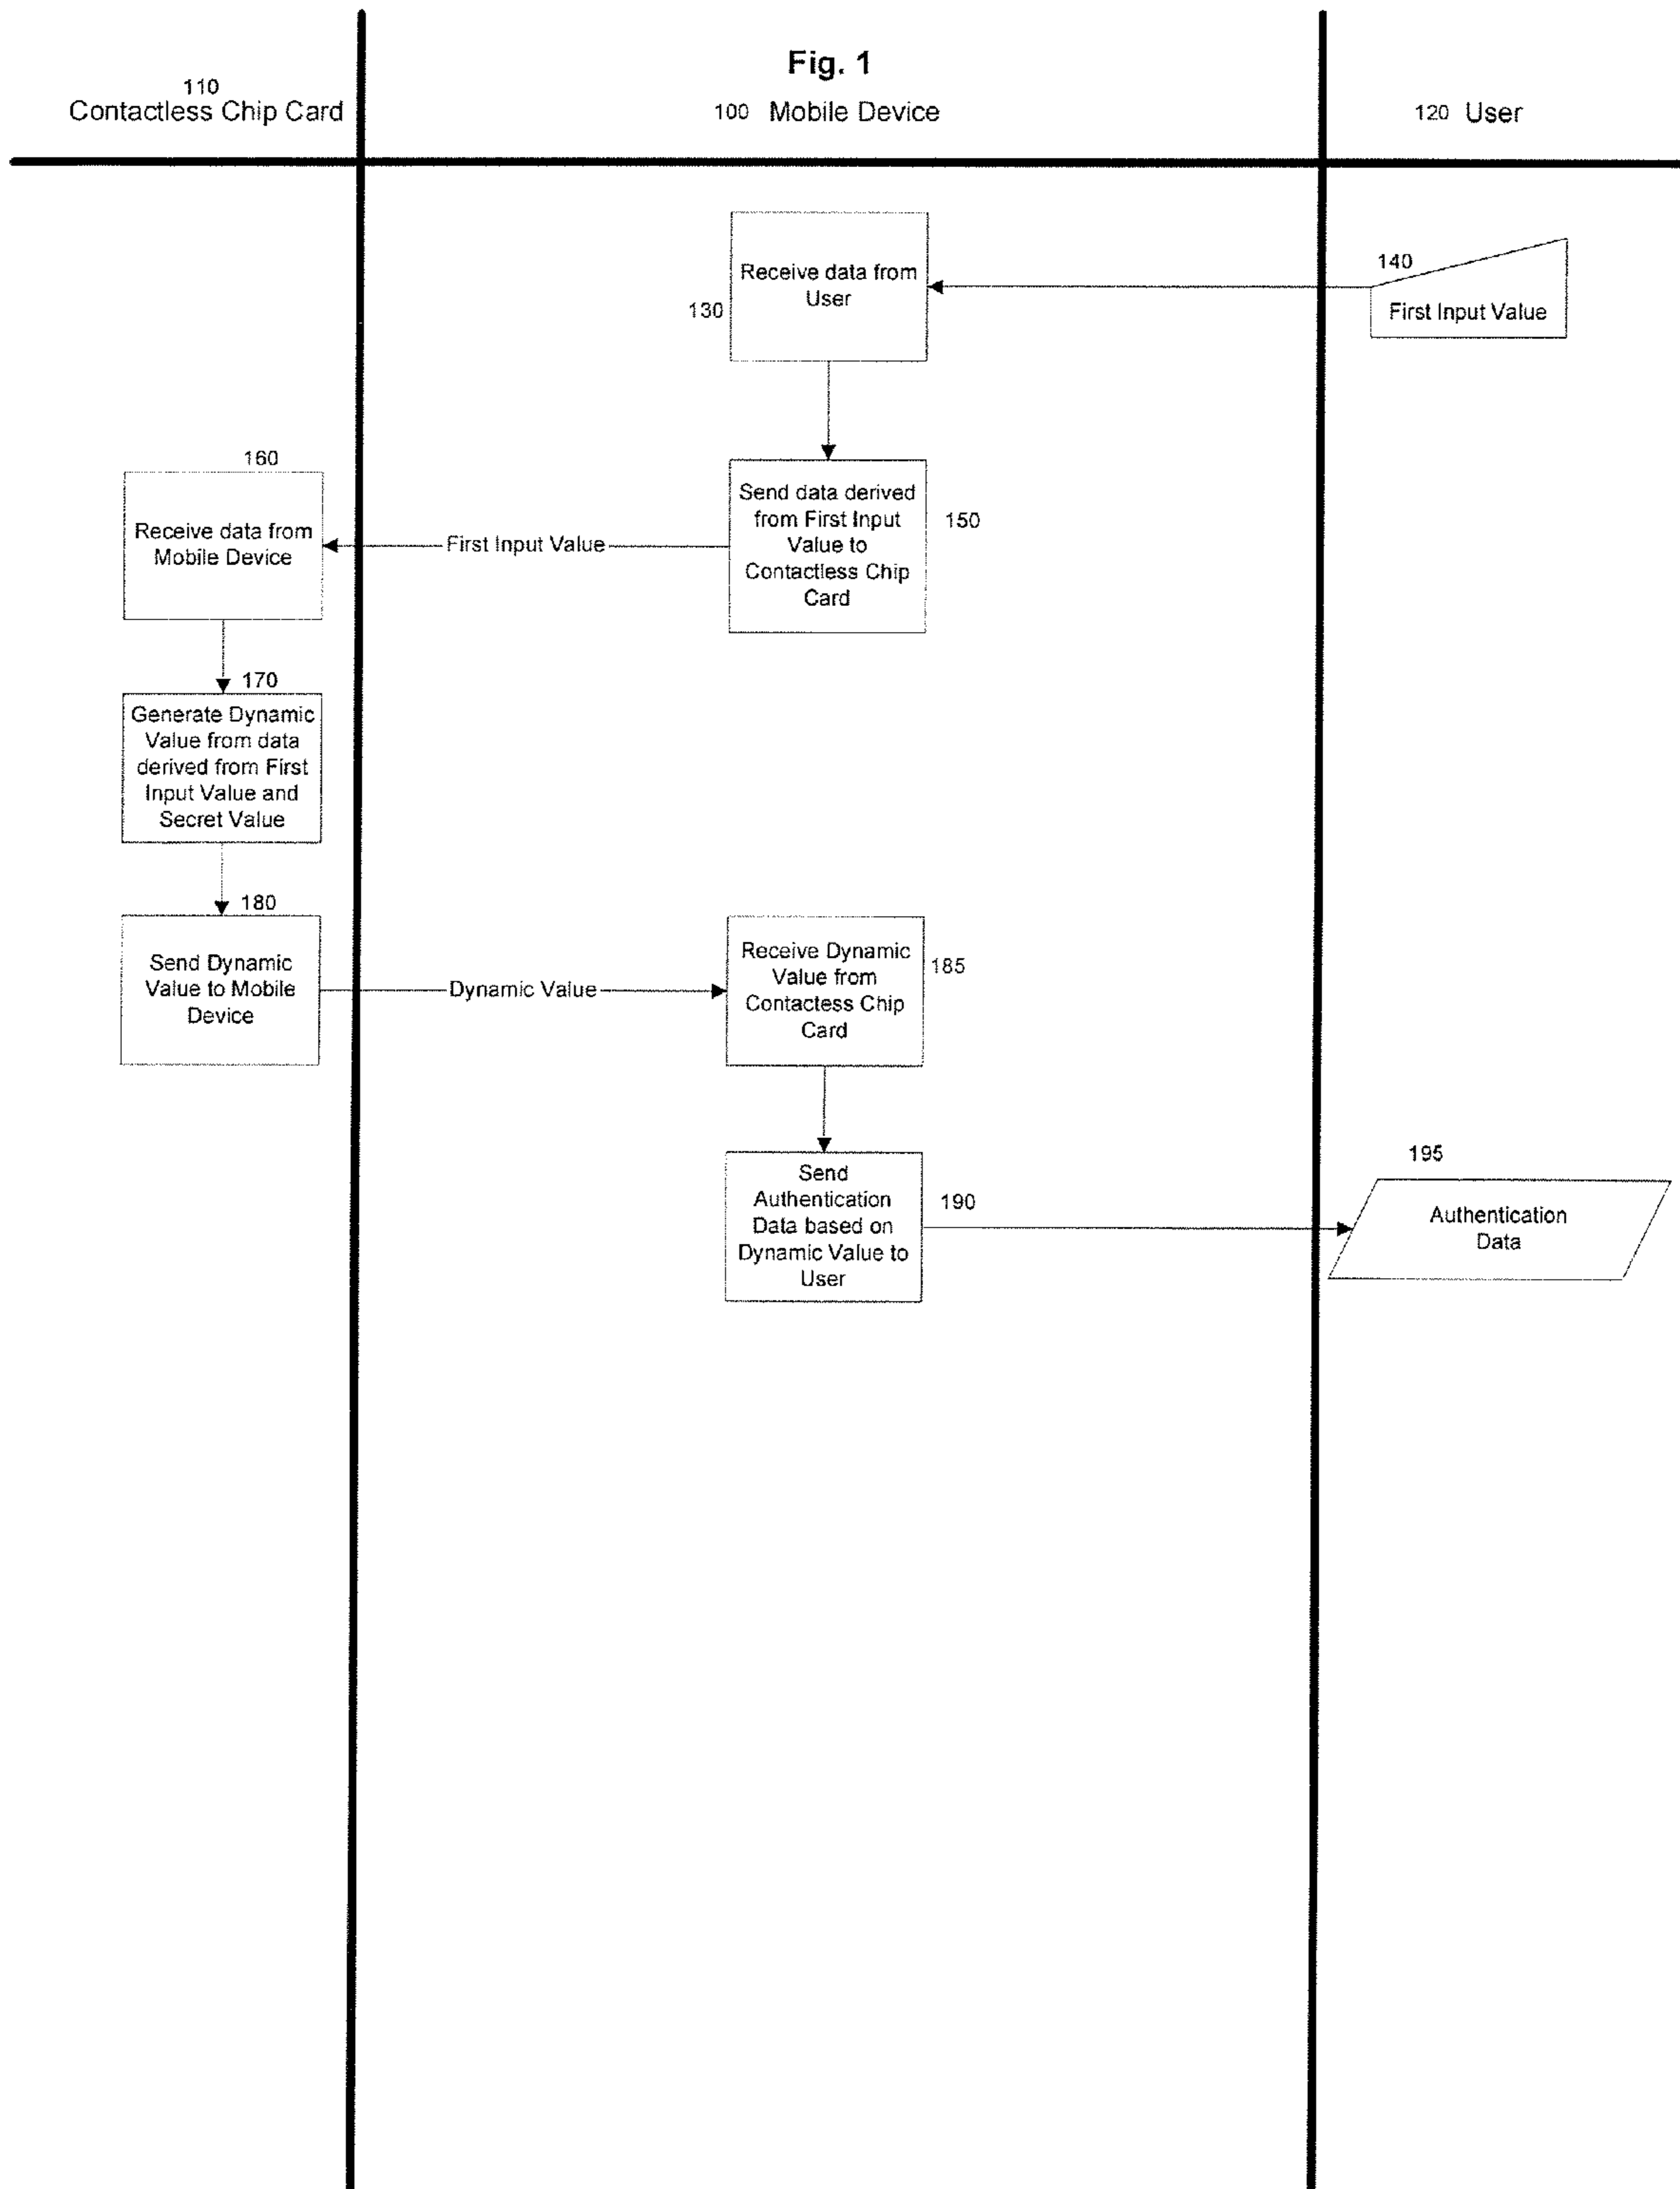 Fig. 1
110
Contactless Chip Card
100 Mobile Device
120 User
Receive data from
User
130
140
First Input Value
160
Receive data from
Mobile Device
First Input Value
Send data derived
from First Input
Value to
Contactless Chip
Card
150
170
Generate Dynamic
Value from data
derived from First
Input Value and
Secret Value
180
Send Dynamic
Value to Mobile
Device
Dynamic Value
Receive Dynamic
Value from
Contactess Chip
Card
185
Send
Authentication
Data based on
Dynamic Value to
User
190
195
Authentication
Data